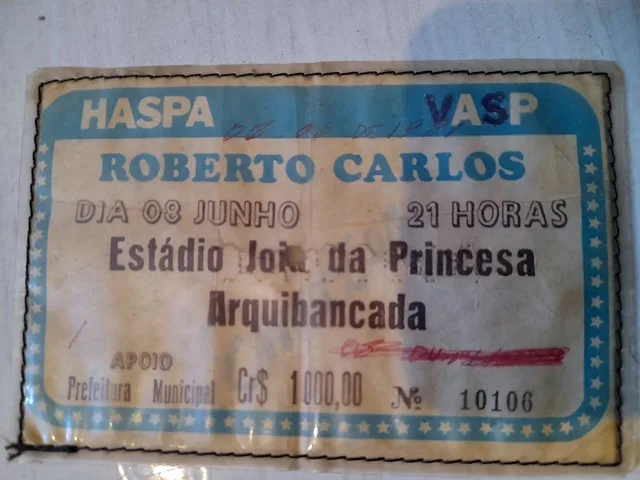 HASPA VASP
ROBERTO CARLOS
DIA 08 JUNHO 21 HORAS
Estádio Joia da Princesa
Arquibancada
APOIO
Prefeitura Municipal Cr$ 1000,00 Nº 10106